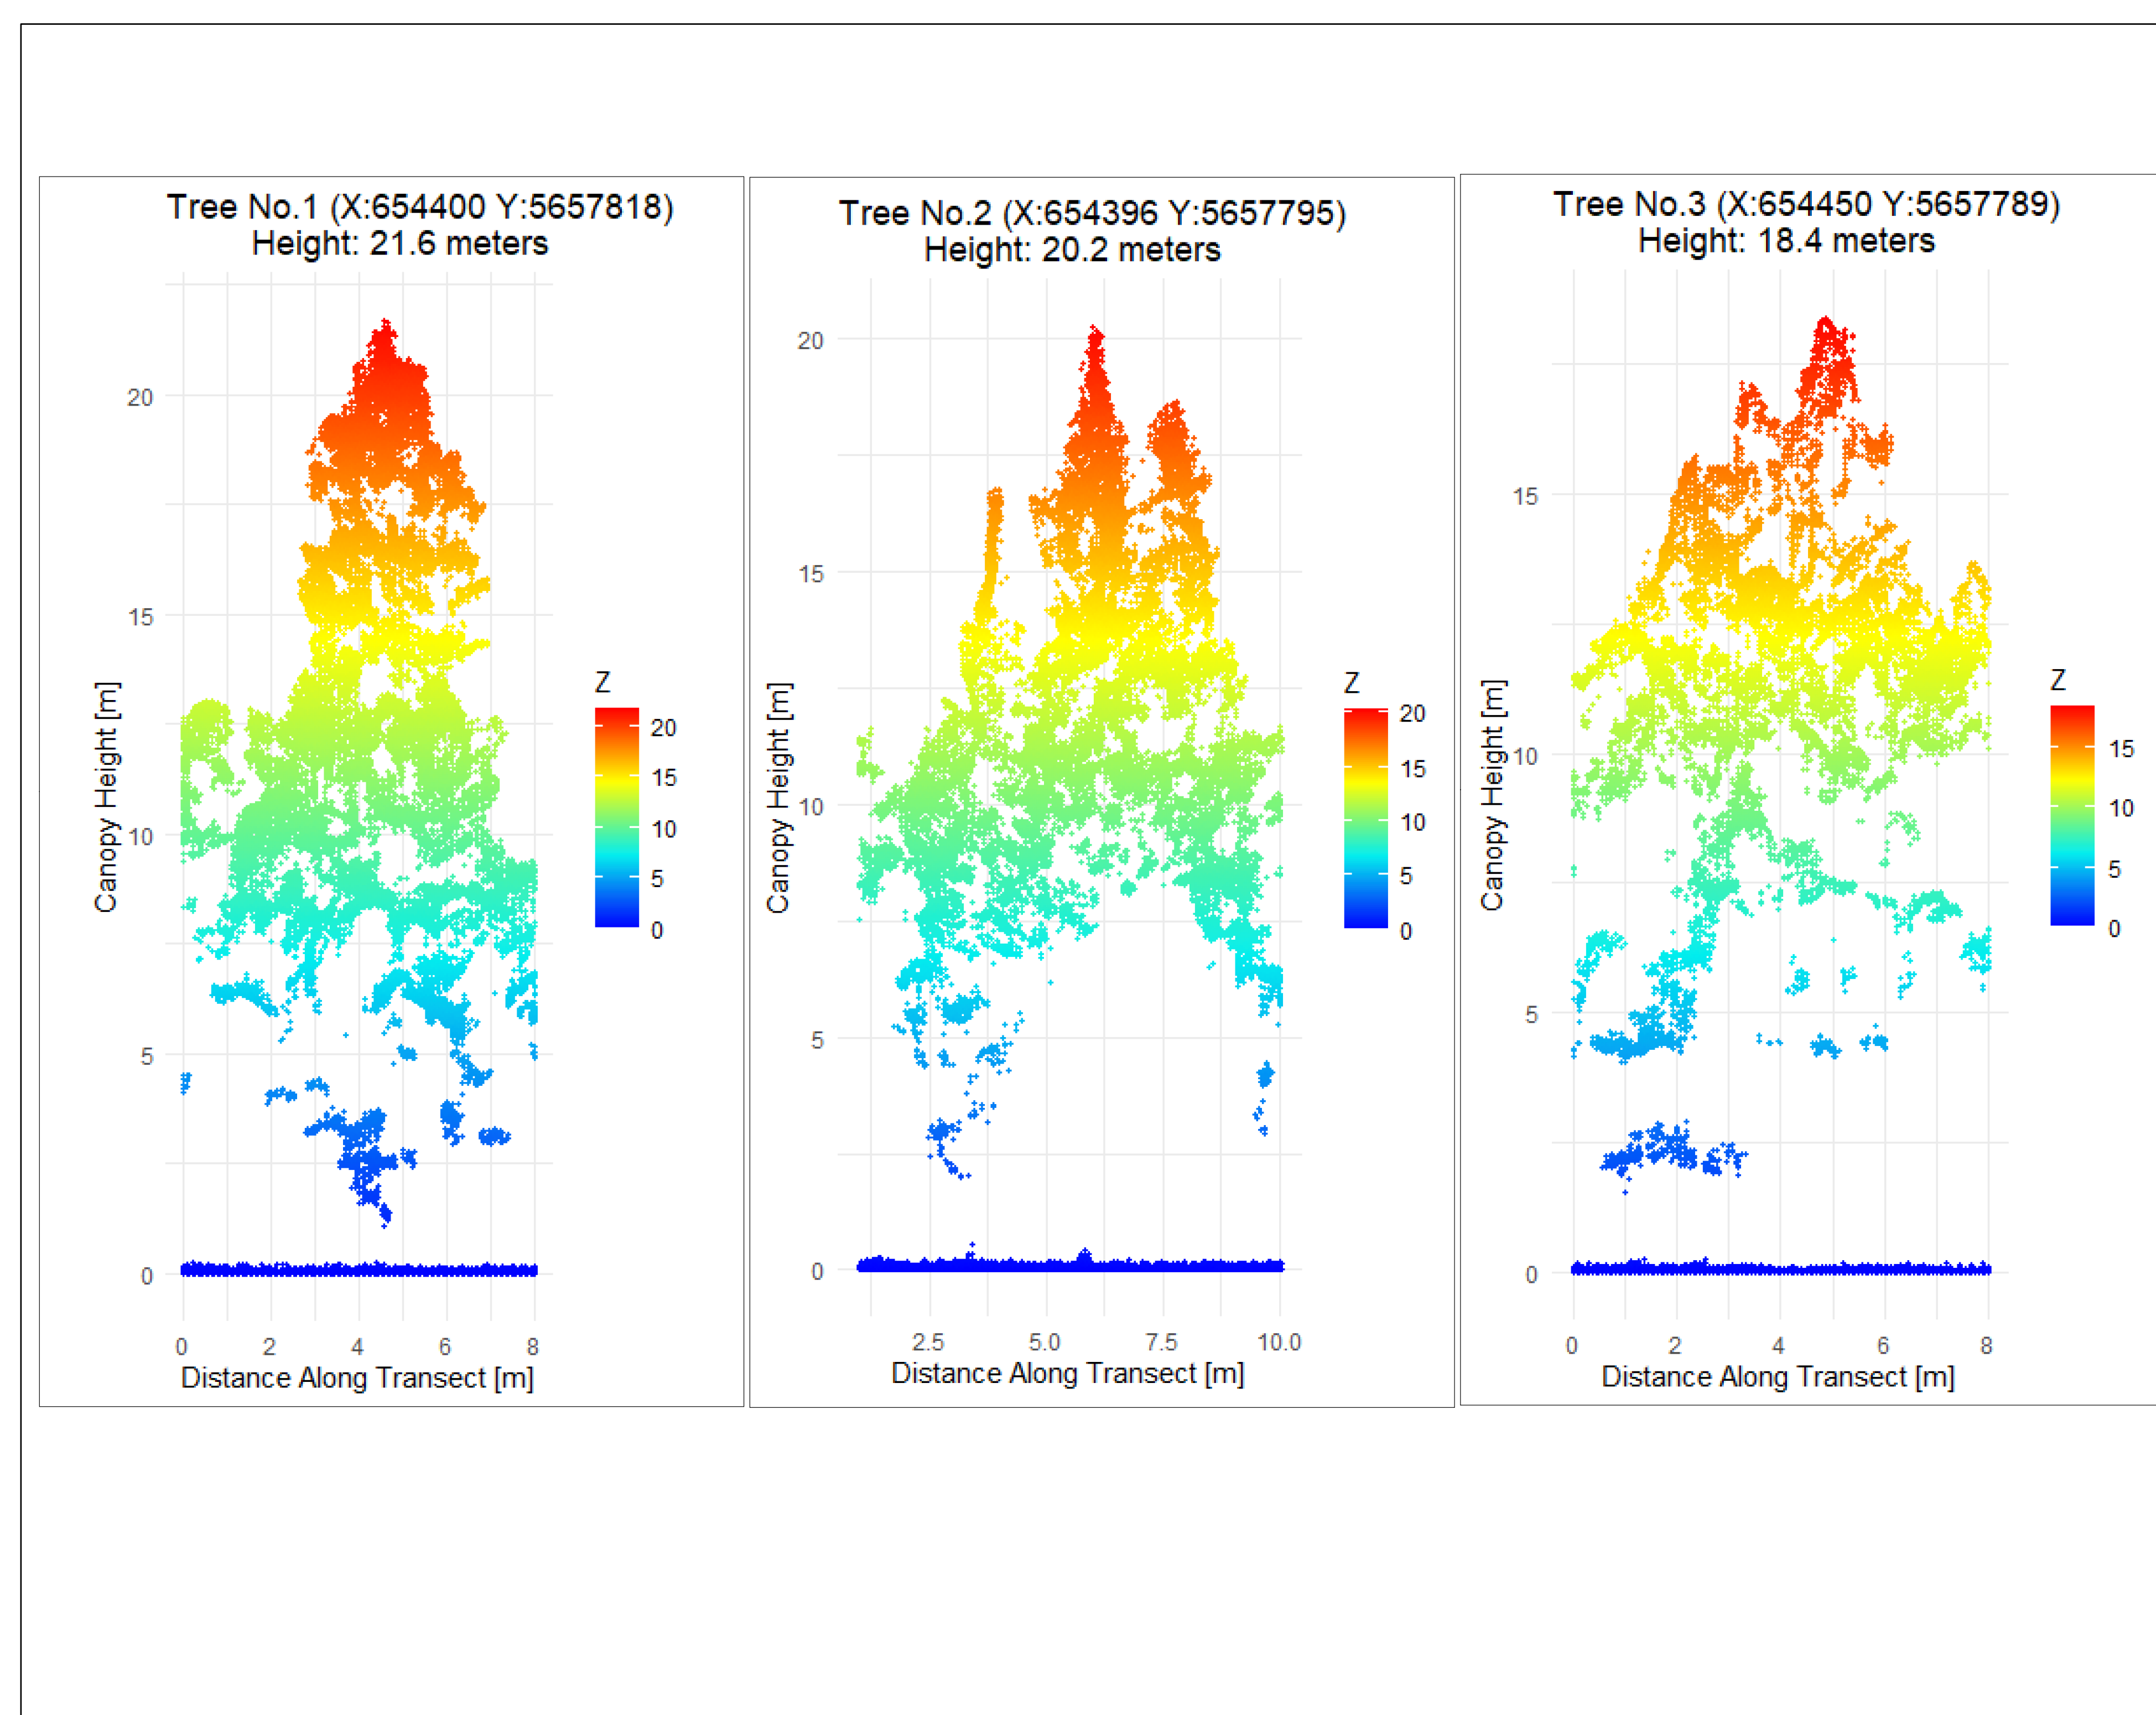 Tree No.1 (X:654400 Y:5657818)
Height: 21.6 meters
Canopy Height [m]
20
15
10
5
0
0 2 4 6 8
Distance Along Transect [m]
Z
20
15
10
5
0
Tree No.2 (X:654396 Y:5657795)
Height: 20.2 meters
Canopy Height [m]
20
15
10
5
0
2.5 5.0 7.5 10.0
Distance Along Transect [m]
Z
20
15
10
5
0
Tree No.3 (X:654450 Y:5657789)
Height: 18.4 meters
Canopy Height [m]
15
10
5
0
0 2 4 6 8
Distance Along Transect [m]
Z
15
10
5
0